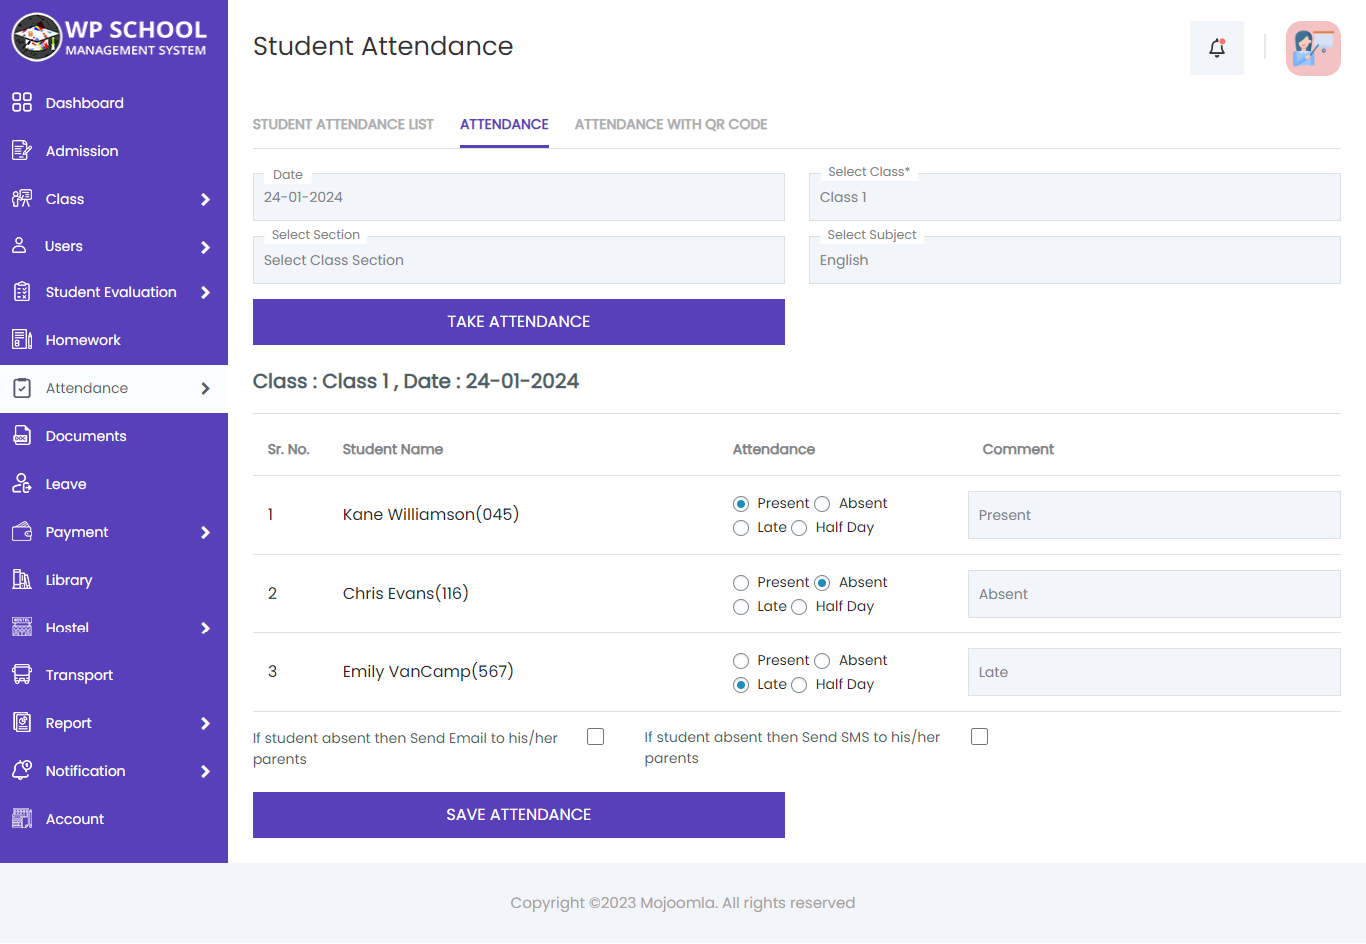 WP SCHOOL
MANAGEMENT SYSTEM
Student Attendance
Dashboard
Admission
Class
Users
Student Evaluation
Homework
Attendance
Documents
Leave
Payment
Library
Hostel
Transport
Report
Notification
Account
STUDENT ATTENDANCE LIST ATTENDANCE ATTENDANCE WITH QR CODE
Date
24-01-2024
Select Class*
Class 1
Select Section
Select Class Section
Select Subject
English
TAKE ATTENDANCE
Class : Class 1 , Date : 24-01-2024
Sr. No. Student Name Attendance Comment
1 Kane Williamson(045) Present Absent Present
Late Half Day
2 Chris Evans(116) Present Absent Absent
Late Half Day
3 Emily VanCamp(567) Present Absent Late
Late Half Day
If student absent then Send Email to his/her
parents
If student absent then Send SMS to his/her
parents
SAVE ATTENDANCE
Copyright ©2023 Mojoomla. All rights reserved